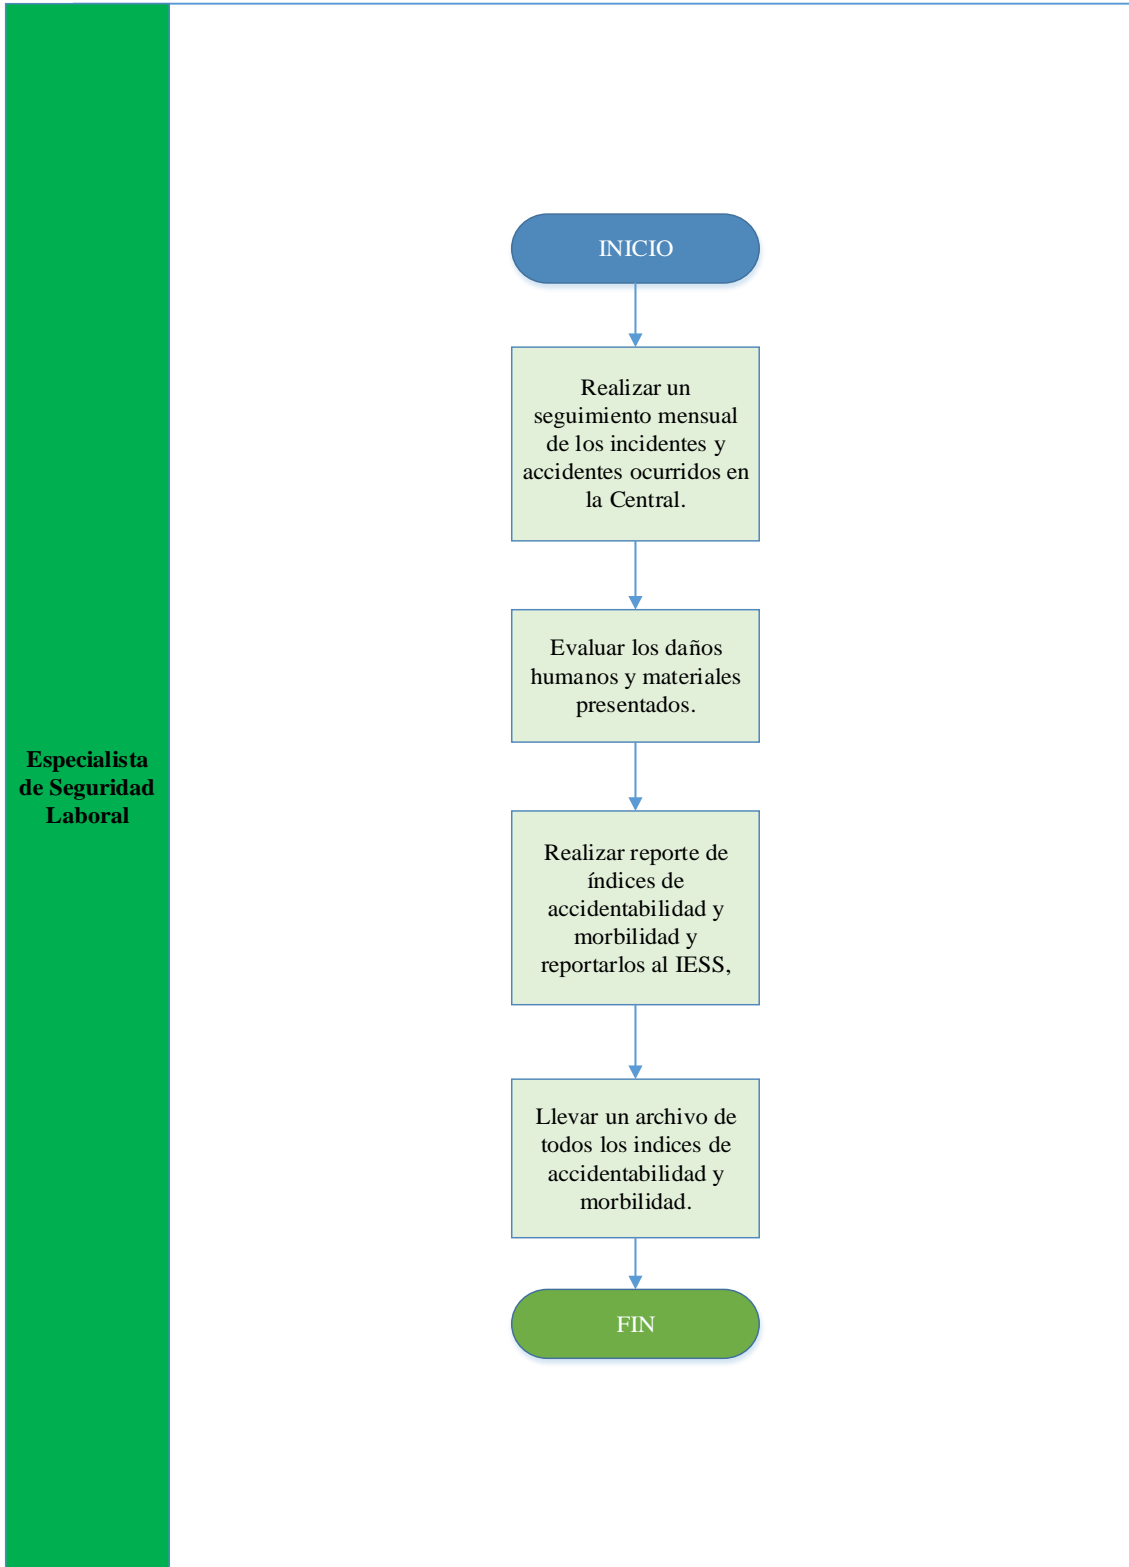 INICIO
Realizar un
seguimiento mensual
de los incidentes y
accidentes ocurridos en
la Central.
Evaluar los daños
humanos y materiales
presentados.
Especialista
de Seguridad
Laboral
Realizar reporte de
índices de
accidentabilidad y
morbilidad y
reportarlos al IESS,
Llevar un archivo de
todos los indices de
accidentabilidad y
morbilidad.
FIN